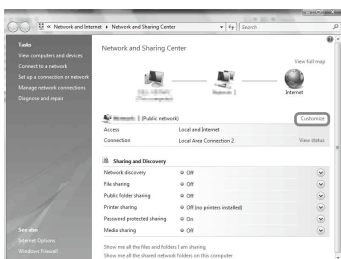 « Network and Internet ▸ Network and Sharing Center
Search
Tasks
View computers and devices
Connect to a network
Set up a connection or network
Manage network connections
Diagnose and repair
See also
Internet Options
Windows Firewall
Network and Sharing Center
View full map
Internet
(Public network)
Customize
Access Local and Internet
Connection Local Area Connection 2 View status
Sharing and Discovery
Network discovery Off
File sharing Off
Public folder sharing Off
Printer sharing Off (no printers installed)
Password protected sharing On
Media sharing Off
Show me all the files and folders I am sharing
Show me all the shared network folders on this computer